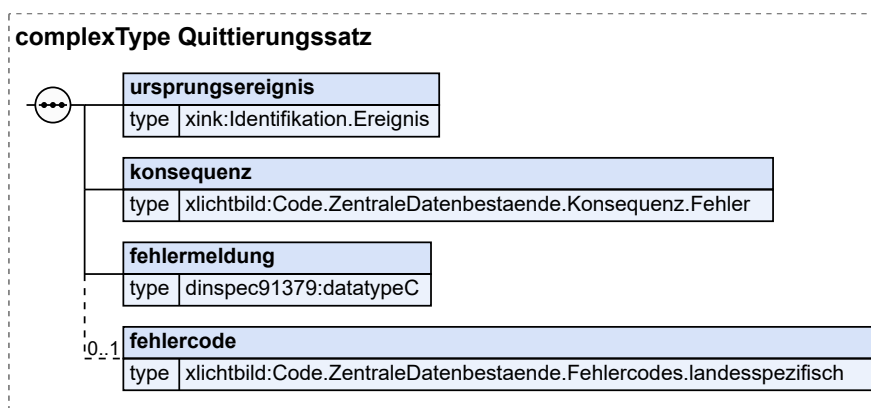 complexType Quittierungssatz
ursprungsereignis
type xink:Identifikation.Ereignis
konsequenz
type xlichtbild:Code.ZentraleDatenbestaende.Konsequenz.Fehler
fehlermeldung
type dinspec91379:datatypeC
0..1 fehlercode
type xlichtbild:Code.ZentraleDatenbestaende.Fehlercodes.landesspezifisch